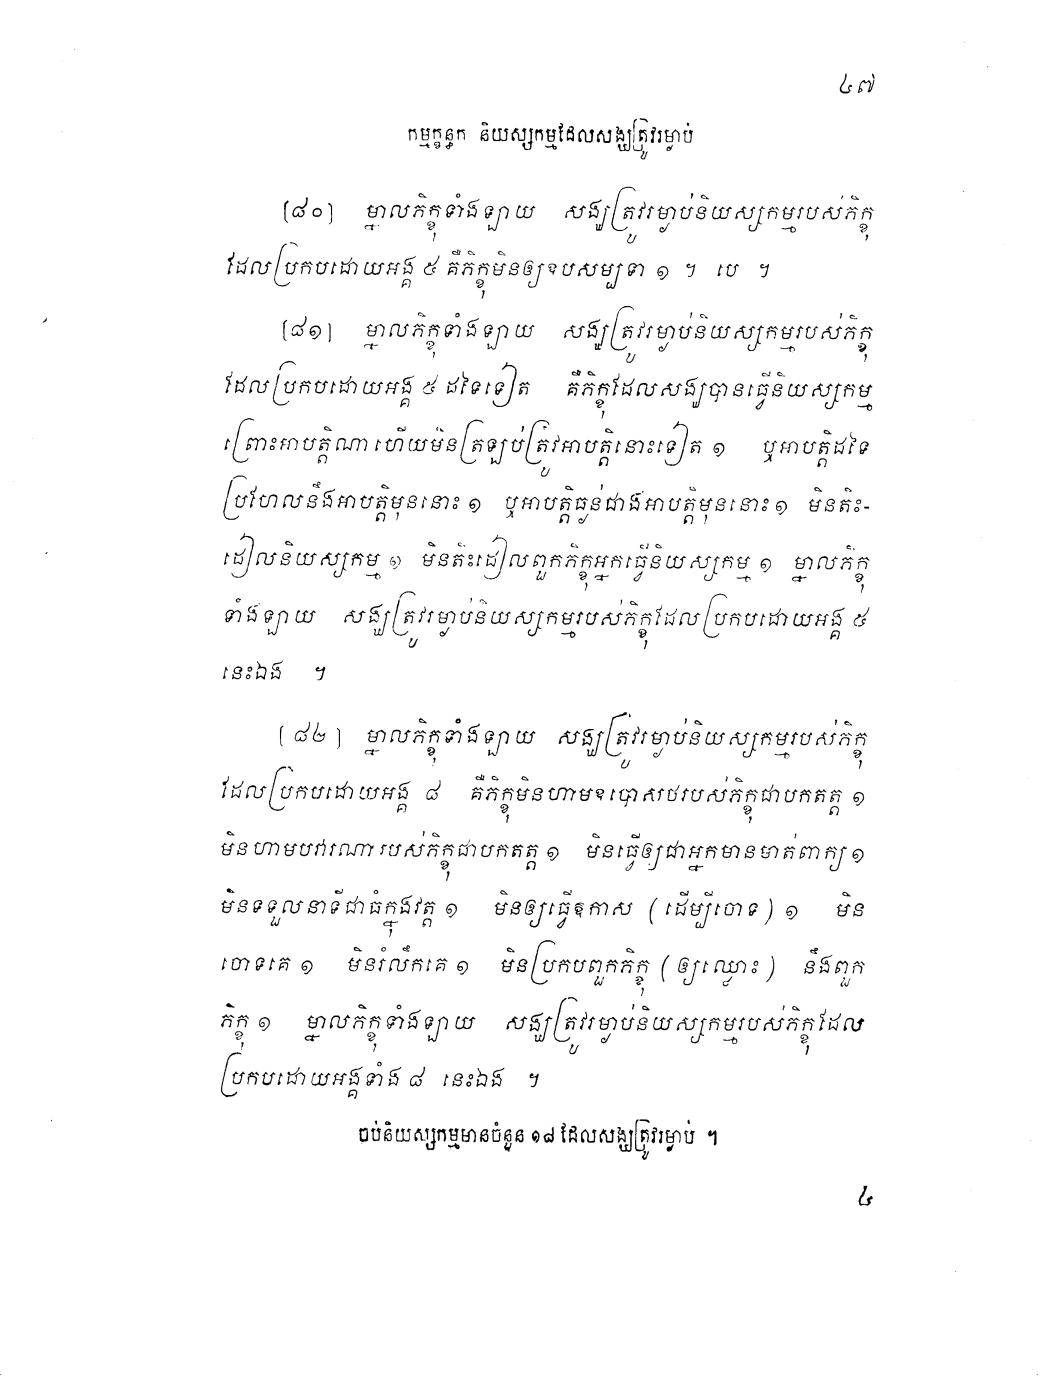 ៤៧
កម្មក្ខន្ធក និយស្សកម្មដែលសង្ឃត្រូវរម្ងាប់
[៨០] ម្នាលភិក្ខុទាំងឡាយ សង្ឃត្រូវរម្ងាប់និយស្សកម្មរបស់ភិក្ខុ
ដែលប្រកបដោយអង្គ ៥ គឺភិក្ខុមិនឲ្យឧបសម្បទា ១ ។ បេ ។
[៨១] ម្នាលភិក្ខុទាំងឡាយ សង្ឃត្រូវរម្ងាប់និយស្សកម្មរបស់ភិក្ខុ
ដែលប្រកបដោយអង្គ ៥ ដទៃទៀត គឺភិក្ខុដែលសង្ឃបានធ្វើនិយស្សកម្ម
ព្រោះអាបត្តិណា ហើយមិនត្រឡប់ត្រូវអាបត្តិនោះទៀត ១ ឬអាបត្តិដទៃ
ប្រហែលនឹងអាបត្តិមុននោះ ១ ឬអាបត្តិធ្ងន់ជាងអាបត្តិមុននោះ ១ មិនតិះ-
ដៀលនិយស្សកម្ម ១ មិនតិះដៀលពួកភិក្ខុអ្នកធ្វើនិយស្សកម្ម ១ ម្នាលភិក្ខុ
ទាំងឡាយ សង្ឃត្រូវរម្ងាប់និយស្សកម្មរបស់ភិក្ខុដែលប្រកបដោយអង្គ ៥
នេះឯង ។
[៨២] ម្នាលភិក្ខុទាំងឡាយ សង្ឃត្រូវរម្ងាប់និយស្សកម្មរបស់ភិក្ខុ
ដែលប្រកបដោយអង្គ ៨ គឺភិក្ខុមិនហាមឧបោសថរបស់ភិក្ខុជាបកតត្ត ១
មិនហាមបវារណារបស់ភិក្ខុជាបកតត្ត ១ មិនធ្វើឲ្យជាអ្នកមានមាត់ពាក្យ ១
មិនទទួលនាទីជាធំក្នុងវត្ត ១ មិនឲ្យធ្វើឱកាស (ដើម្បីចោទ) ១ មិន
ចោទគេ ១ មិនរំលឹកគេ ១ មិនប្រកបពួកភិក្ខុ (ឲ្យឈ្លោះ) នឹងពួក
ភិក្ខុ ១ ម្នាលភិក្ខុទាំងឡាយ សង្ឃត្រូវរម្ងាប់និយស្សកម្មរបស់ភិក្ខុដែល
ប្រកបដោយអង្គទាំង ៨ នេះឯង ។
ចប់និយស្សកម្មមានចំនួន ១៨ ដែលសង្ឃត្រូវរម្ងាប់ ។
៤